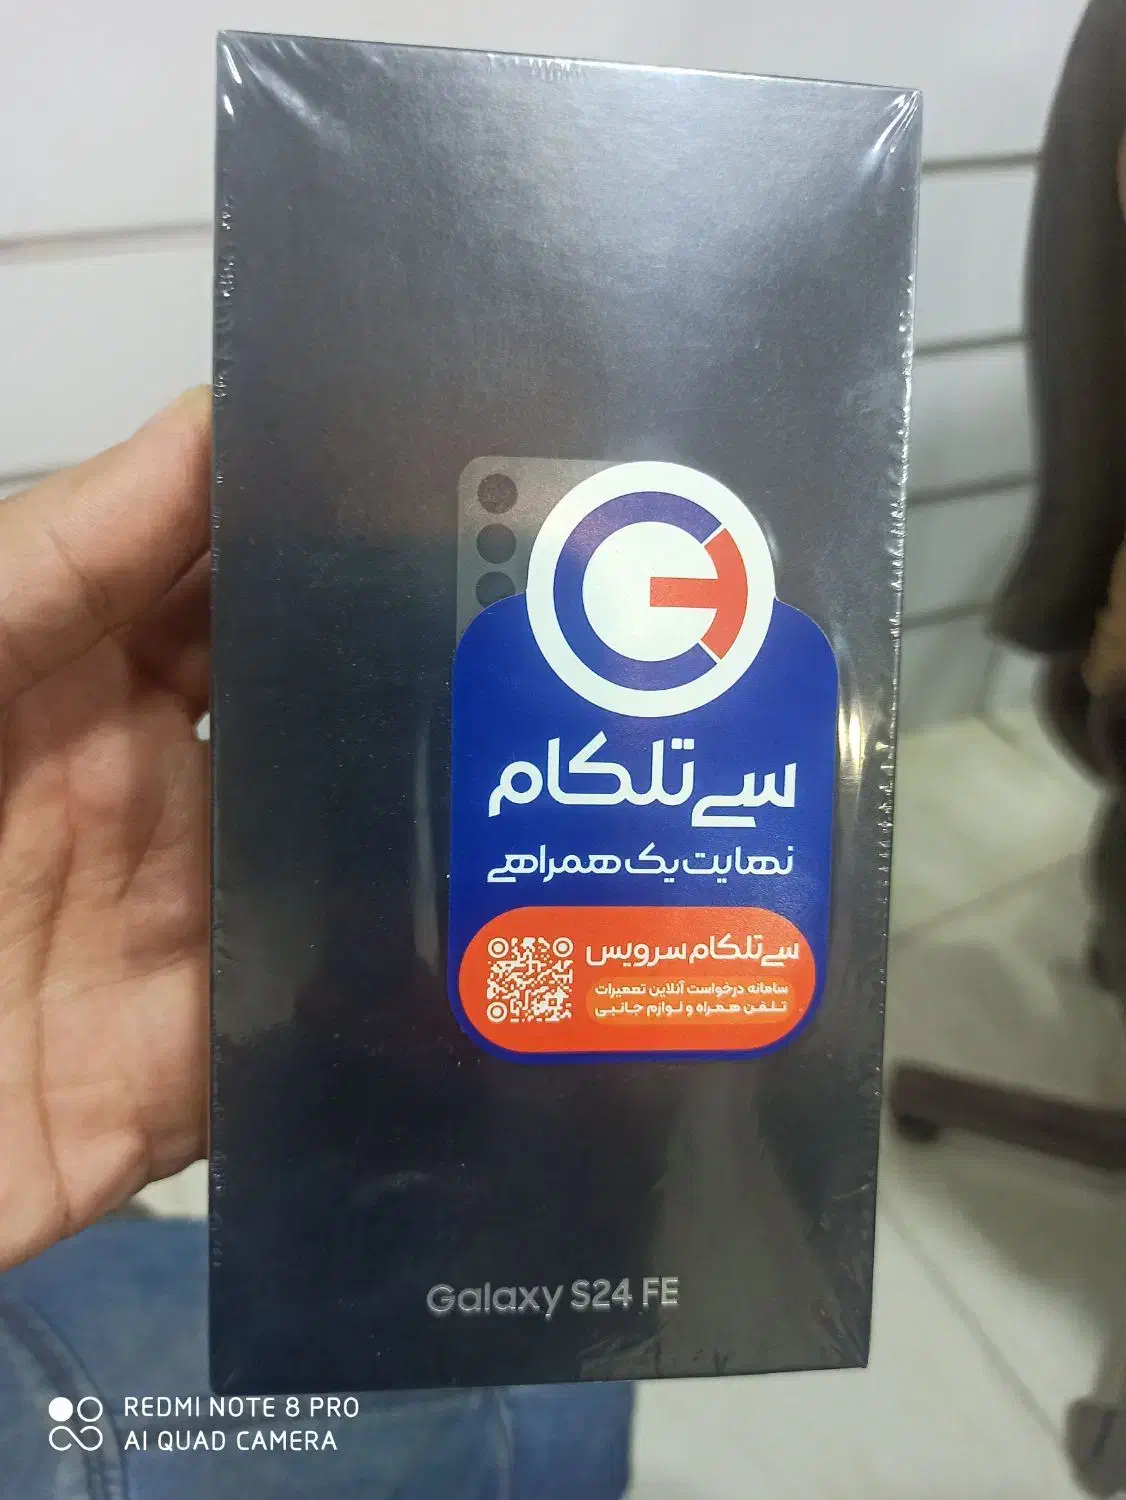 سی‌تلکام
نهایت یک همراهی
سی‌تلکام سرویس
سامانه درخواست آنلاین تعمیرات
تلفن همراه و لوازم جانبی
Galaxy S24 FE
REDMI NOTE 8 PRO
AI QUAD CAMERA